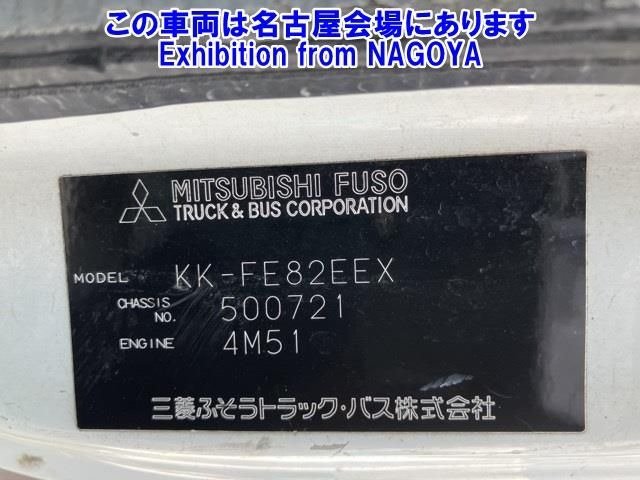 この車両は名古屋会場にあります
Exhibition from NAGOYA
MITSUBISHI FUSO
TRUCK & BUS CORPORATION
MODEL KK-FE82EEX
CHASSIS NO. 500721
ENGINE 4M51
三菱ふそうトラック・バス株式会社